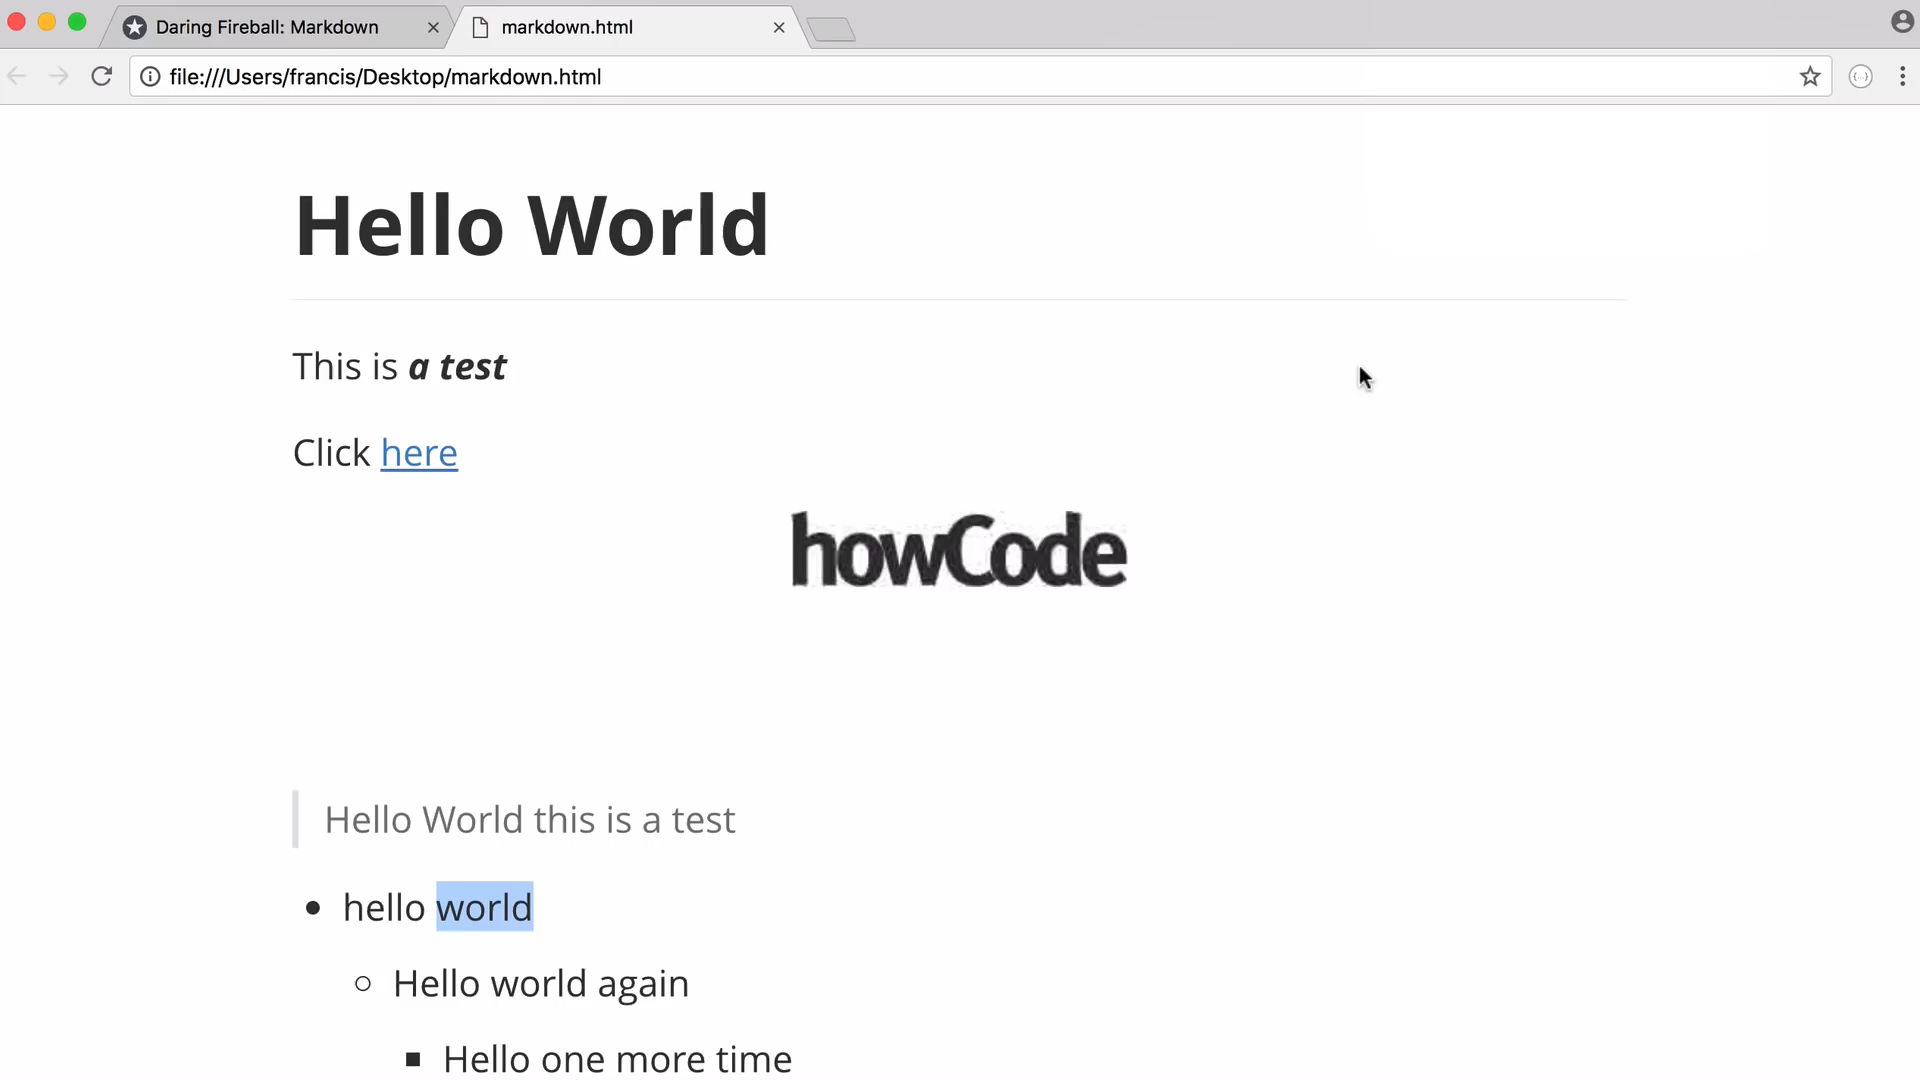 Daring Fireball: Markdown
markdown.html
file:///Users/francis/Desktop/markdown.html
Hello World
This is a test
Click here
howCode
Hello World this is a test
hello world
Hello world again
Hello one more time